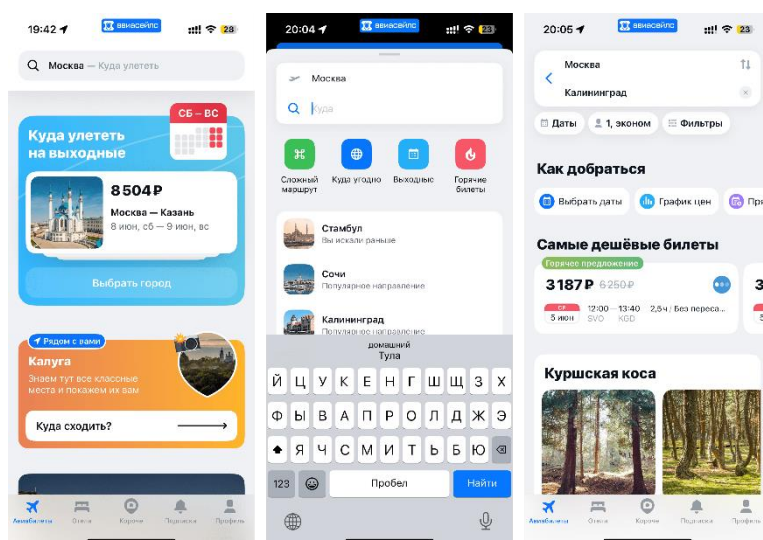 19:42
авиасейлс
28
Москва — Куда улететь
Куда улететь
на выходные
СБ – ВС
8504₽
Москва — Казань
8 июн, сб — 9 июн, вс
Выбрать город
Рядом с вами
Калуга
Знаем тут все классные
места и покажем их вам
Куда сходить?
Авиабилеты
Отели
Короче
Подписки
Профиль
20:04
авиасейлс
23
Москва
Куда
Сложный
маршрут
Куда угодно
Выходные
Горячие
билеты
Стамбул
Вы искали раньше
Сочи
Популярное направление
Калининград
Популярное направление
домашний
Тула
Й Ц У К Е Н Г Ш Щ З Х
Ф Ы В А П Р О Л Д Ж Э
Я Ч С М И Т Ь Б Ю
123
Пробел
Найти
20:05
авиасейлс
23
Москва
Калининград
Даты
1, эконом
Фильтры
Как добраться
Выбрать даты
График цен
Пря
Самые дешёвые билеты
Горячее предложение
3187₽ 6250₽
3
СР
5 июн
12:00 – 13:40
SVO KGD
2,5ч / Без переса...
Куршская коса
Авиабилеты
Отели
Короче
Подписки
Профиль